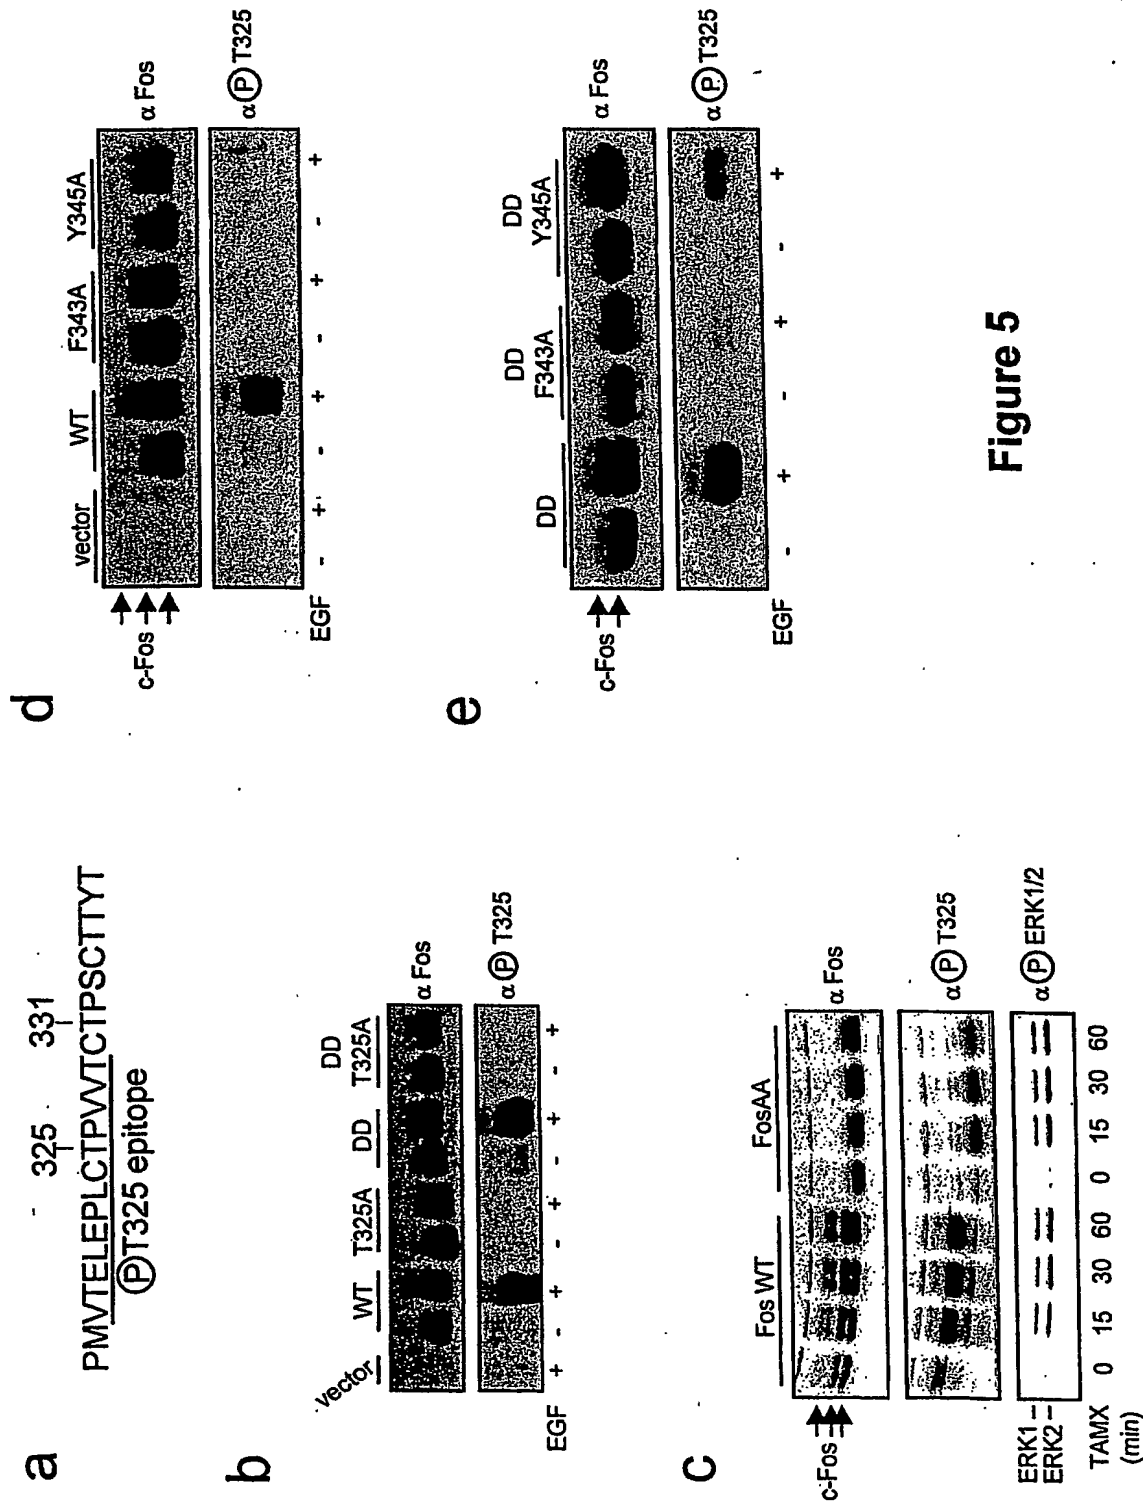 a
325 331
PMVTELEPLCTPVVTCTPSCTTYT
P T325 epitope
b
vector WT T325A DD DD T325A
α Fos
α P T325
EGF + - + - + - + - +
c
Fos WT FosAA
c-Fos
α Fos
α P T325
ERK1
ERK2
α P ERK1/2
TAMX (min) 0 15 30 60 0 15 30 60
d
vector WT F343A Y345A
c-Fos
α Fos
α P T325
EGF - + - + - + - +
e
DD DD F343A DD Y345A
c-Fos
α Fos
α P T325
EGF - + - + - +
Figure 5